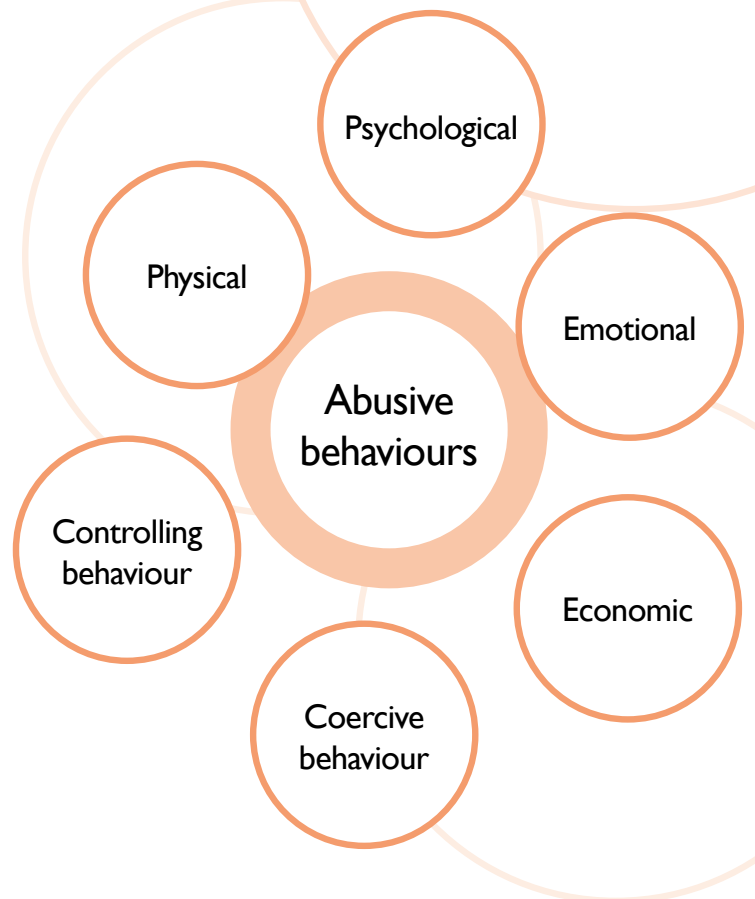 Psychological
Physical
Emotional
Abusive
behaviours
Controlling
behaviour
Economic
Coercive
behaviour